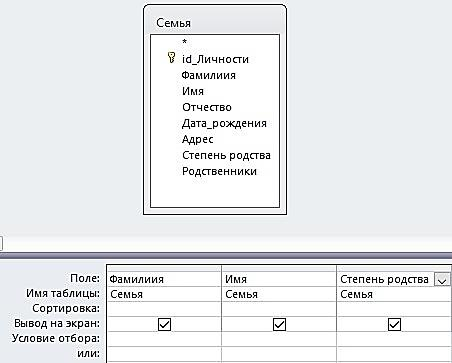 Семья
*
id_Личности
Фамилиия
Имя
Отчество
Дата_рождения
Адрес
Степень родства
Родственники
Поле: Фамилиия Имя Степень родства
Имя таблицы: Семья Семья Семья
Сортировка:
Вывод на экран:
Условие отбора:
или: